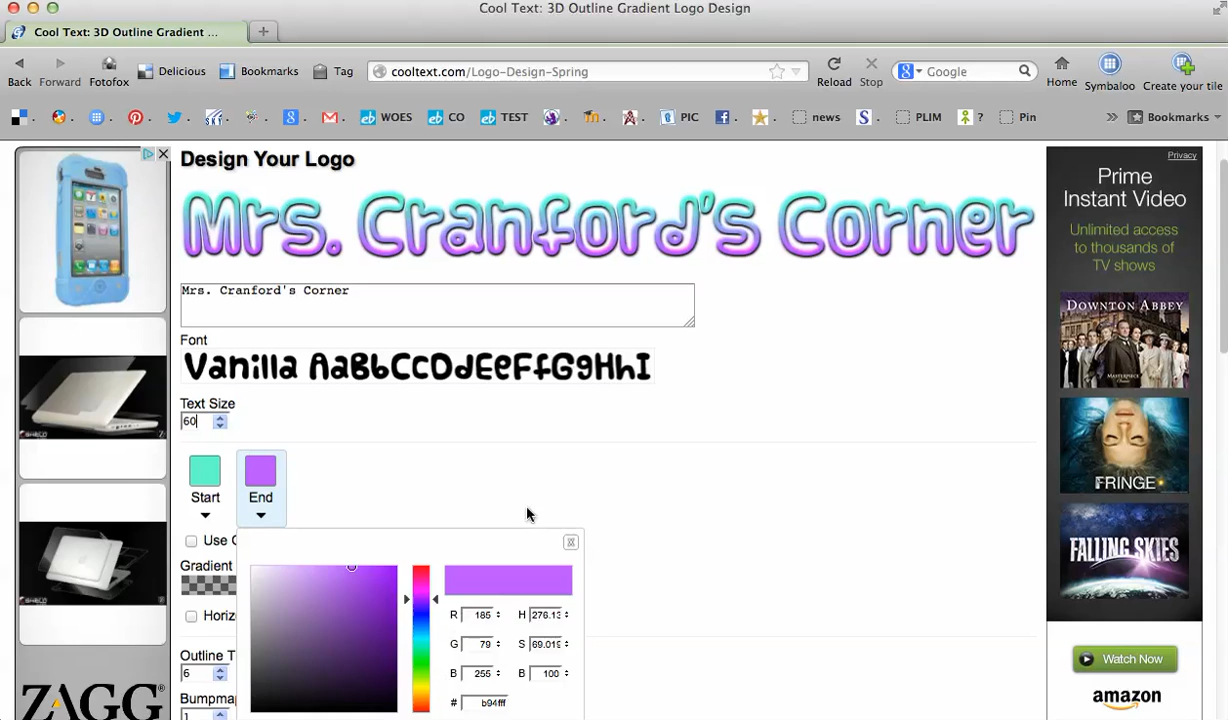 Cool Text: 3D Outline Gradient Logo Design
Cool Text: 3D Outline Gradient ...
Back
Forward
Fotofox
Delicious
Bookmarks
Tag
cooltext.com/Logo-Design-Spring
Reload
Stop
Google
Home
Symbaloo
Create your tile
WOES
CO
TEST
PIC
news
PLIM
?
Pin
Bookmarks
Design Your Logo
Mrs. Cranford's Corner
Mrs. Cranford's Corner
Font
Vanilla AaBbCcDdEeFfGgHhI
Text Size
60
Start
End
Use C
Gradient
Horiz
Outline T
6
Bumpma
1
R 185
H 276.13
G 79
S 69.019
B 255
B 100
# b94fff
ZAGG®
Privacy
Prime
Instant Video
Unlimited access
to thousands of
TV shows
DOWNTON ABBEY
MASTERPIECE
FRINGE
FALLING SKIES
Watch Now
amazon